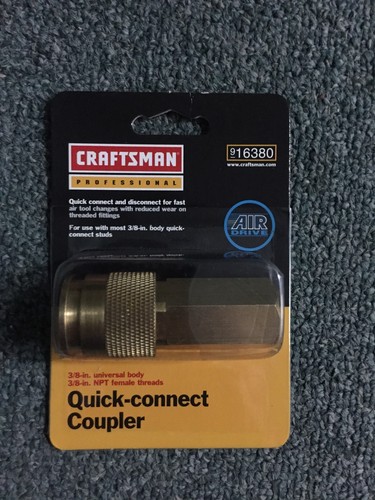 CRAFTSMAN
PROFESSIONAL
916380
www.craftsman.com
Quick connect and disconnect for fast
air tool changes with reduced wear on
threaded fittings
For use with most 3/8-in. body quick-
connect studs
AIR
DRIVE
3/8-in. universal body
3/8-in. NPT female threads
Quick-connect
Coupler